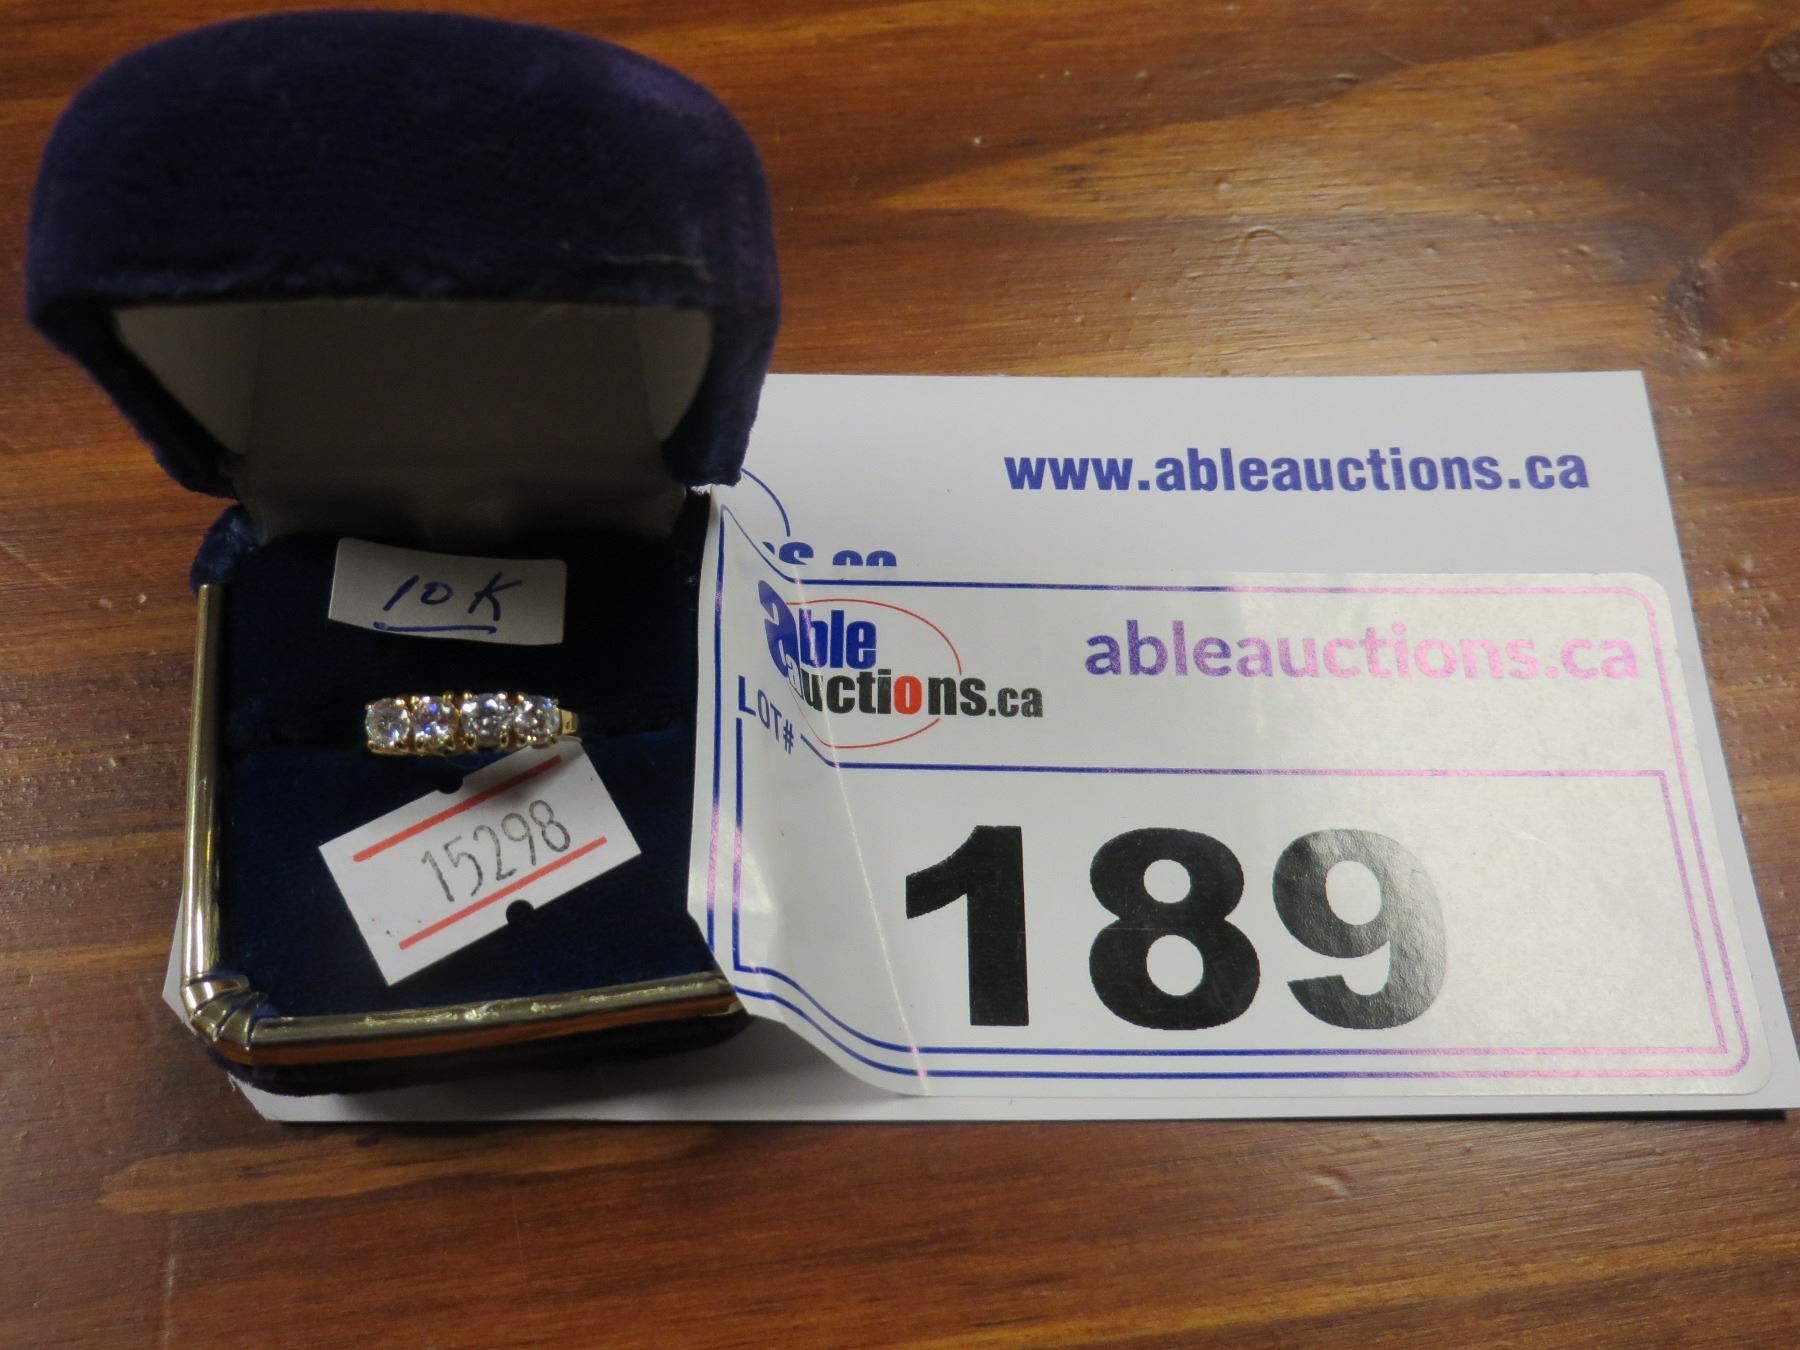 www.ableauctions.ca
able
auctions.ca
ableauctions.ca
LOT#
189
10K
15298